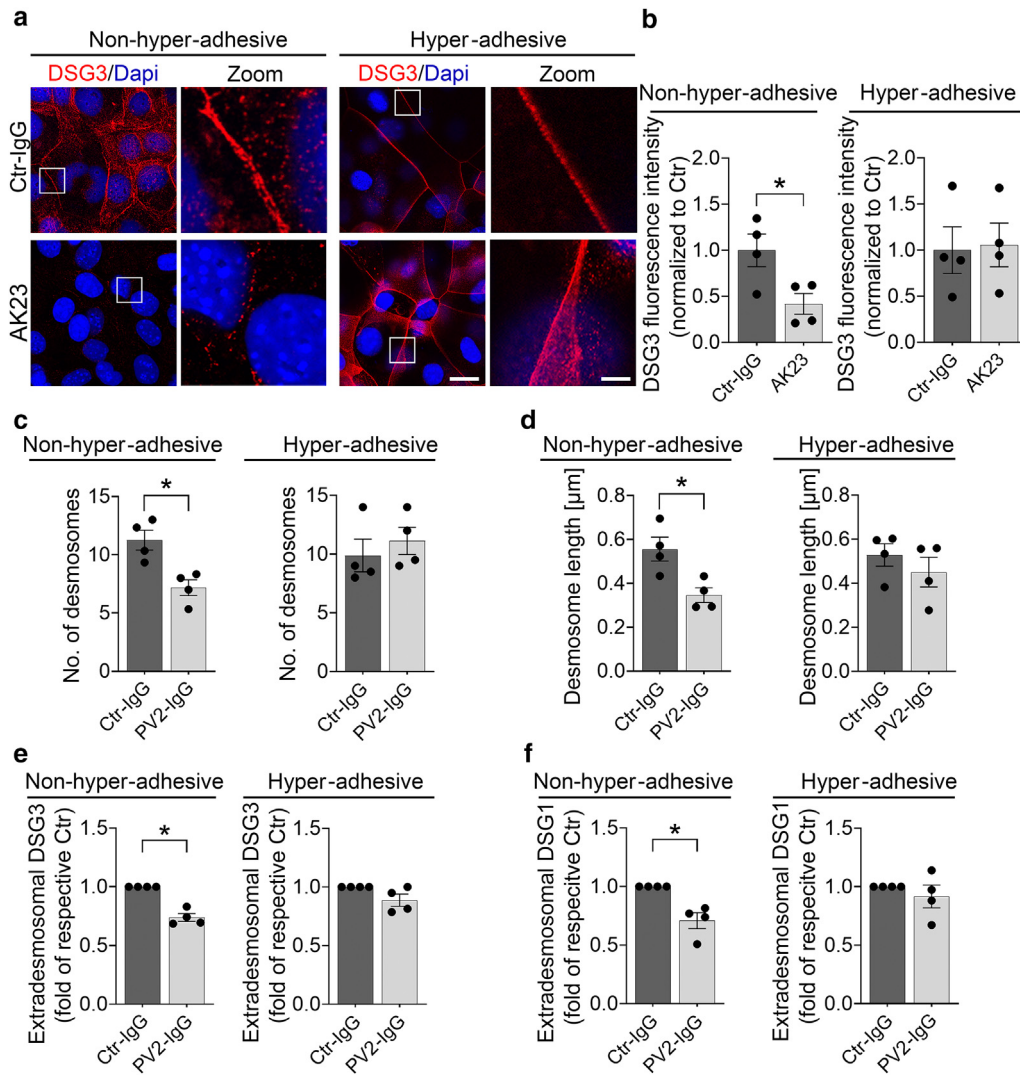 a
Non-hyper-adhesive
Hyper-adhesive
DSG3/Dapi
Zoom
DSG3/Dapi
Zoom
Ctr-IgG
AK23
b
Non-hyper-adhesive
Hyper-adhesive
DSG3 fluorescence intensity
(normalized to Ctr)
2.0
1.5
1.0
0.5
0.0
*
Ctr-IgG
AK23
DSG3 fluorescence intensity
(normalized to Ctr)
2.0
1.5
1.0
0.5
0.0
Ctr-IgG
AK23
c
Non-hyper-adhesive
Hyper-adhesive
No. of desmosomes
15
10
5
0
*
Ctr-IgG
PV2-IgG
No. of desmosomes
15
10
5
0
Ctr-IgG
PV2-IgG
d
Non-hyper-adhesive
Hyper-adhesive
Desmosome length [µm]
0.8
0.6
0.4
0.2
0.0
*
Ctr-IgG
PV2-IgG
Desmosome length [µm]
0.8
0.6
0.4
0.2
0.0
Ctr-IgG
PV2-IgG
e
Non-hyper-adhesive
Hyper-adhesive
Extradesmosomal DSG3
(fold of respective Ctr)
1.5
1.0
0.5
0.0
*
Ctr-IgG
PV2-IgG
Extradesmosomal DSG3
(fold of respective Ctr)
1.5
1.0
0.5
0.0
Ctr-IgG
PV2-IgG
f
Non-hyper-adhesive
Hyper-adhesive
Extradesmosomal DSG1
(fold of respective Ctr)
1.5
1.0
0.5
0.0
*
Ctr-IgG
PV2-IgG
Extradesmosomal DSG1
(fold of respecitve Ctr)
1.5
1.0
0.5
0.0
Ctr-IgG
PV2-IgG